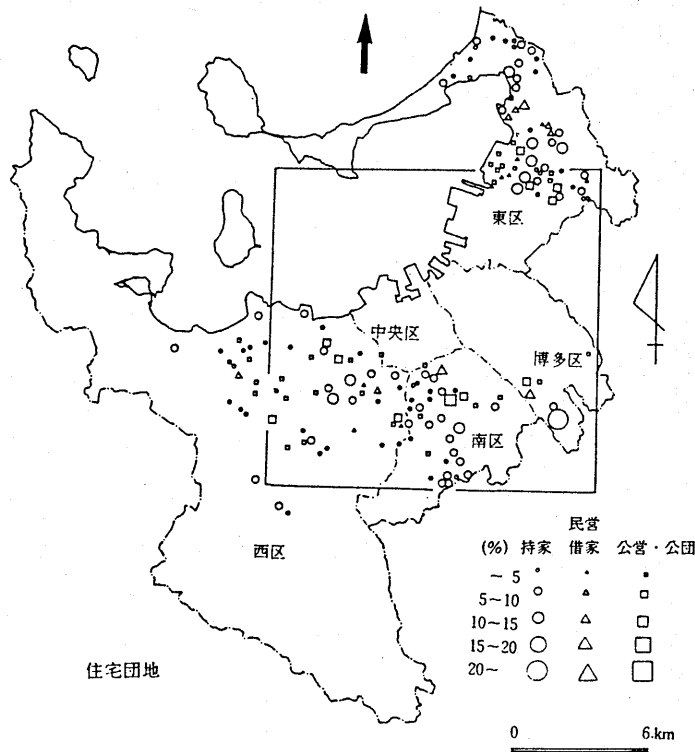 東区
中央区
博多区
南区
西区
民営
(%) 持家 借家 公営・公団
～ 5
5～10
10～15
15～20
20～
住宅団地
0 6.km